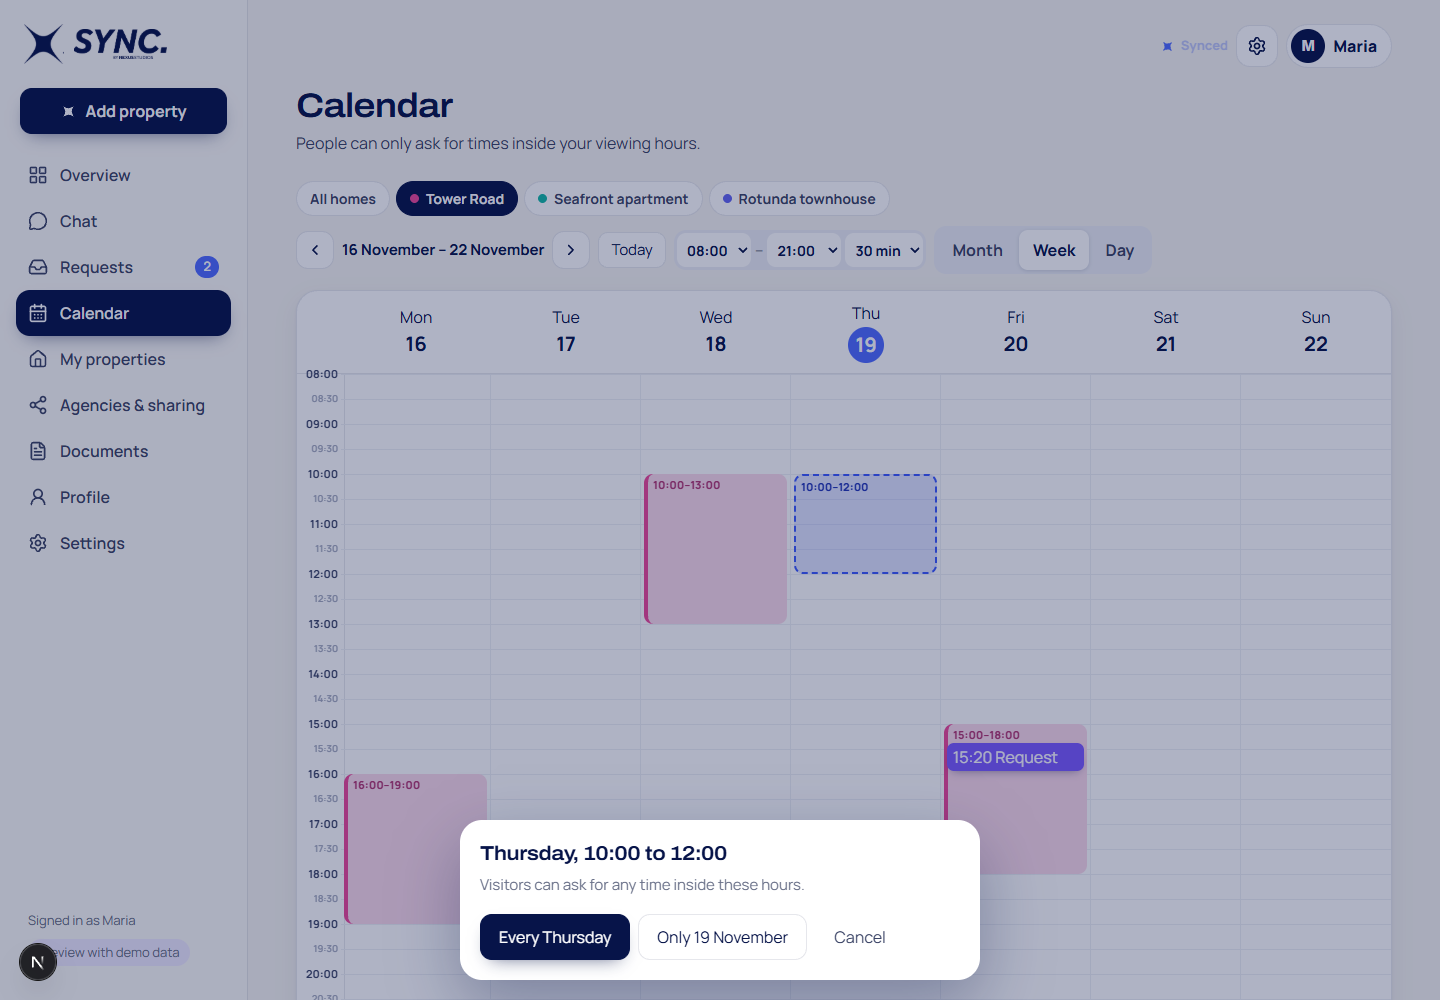 SYNC.
Add property
Overview
Chat
Requests 2
Calendar
My properties
Agencies & sharing
Documents
Profile
Settings
Signed in as Maria
view with demo data
N
Synced
M Maria
Calendar
People can only ask for times inside your viewing hours.
All homes Tower Road Seafront apartment Rotunda townhouse
16 November – 22 November Today 08:00 – 21:00 30 min Month Week Day
Mon Tue Wed Thu Fri Sat Sun
16 17 18 19 20 21 22
08:00
08:30
09:00
09:30
10:00 10:00–13:00 10:00–12:00
10:30
11:00
11:30
12:00
12:30
13:00
13:30
14:00
14:30
15:00 15:00–18:00
15:30 15:20 Request
16:00 16:00–19:00
16:30
17:00
17:30
18:00
18:30
19:00
19:30
20:00
20:30
Thursday, 10:00 to 12:00
Visitors can ask for any time inside these hours.
Every Thursday Only 19 November Cancel